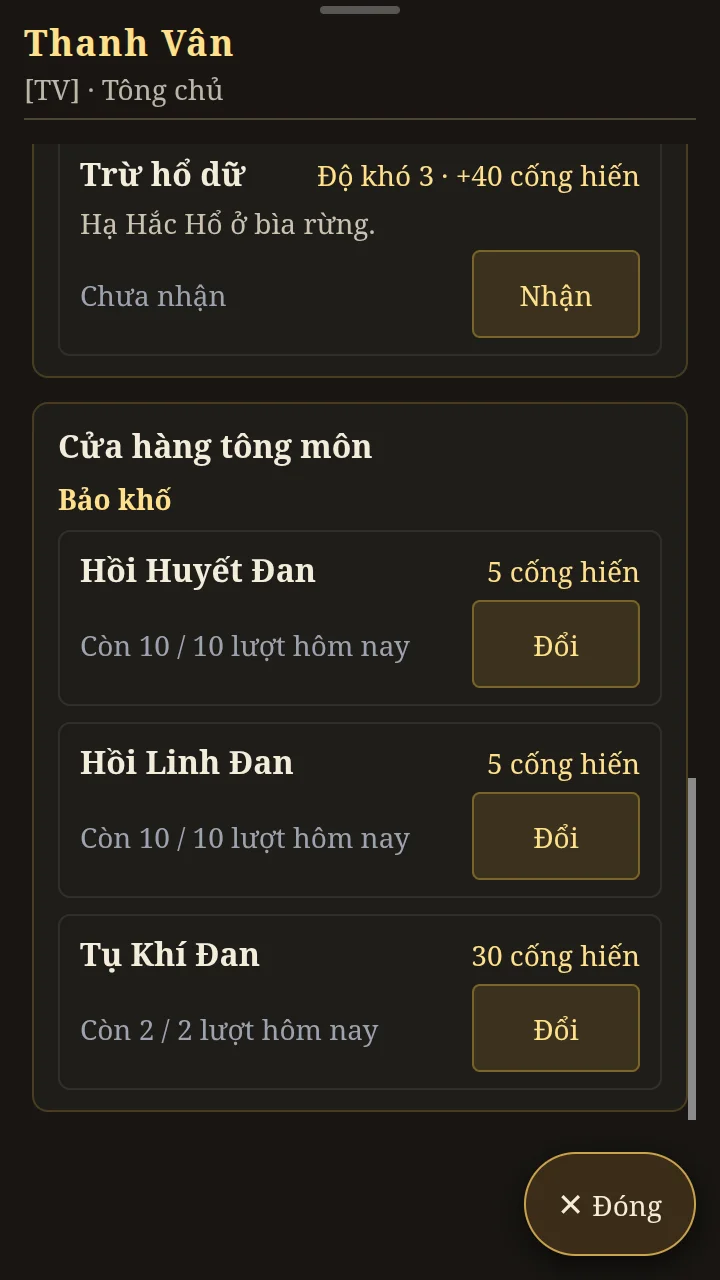 Thanh Vân
[TV] · Tông chủ
Trừ hổ dữ
Độ khó 3 · +40 cống hiến
Hạ Hắc Hổ ở bìa rừng.
Chưa nhận
Nhận
Cửa hàng tông môn
Bảo khố
Hồi Huyết Đan
5 cống hiến
Còn 10 / 10 lượt hôm nay
Đổi
Hồi Linh Đan
5 cống hiến
Còn 10 / 10 lượt hôm nay
Đổi
Tụ Khí Đan
30 cống hiến
Còn 2 / 2 lượt hôm nay
Đổi
✕ Đóng